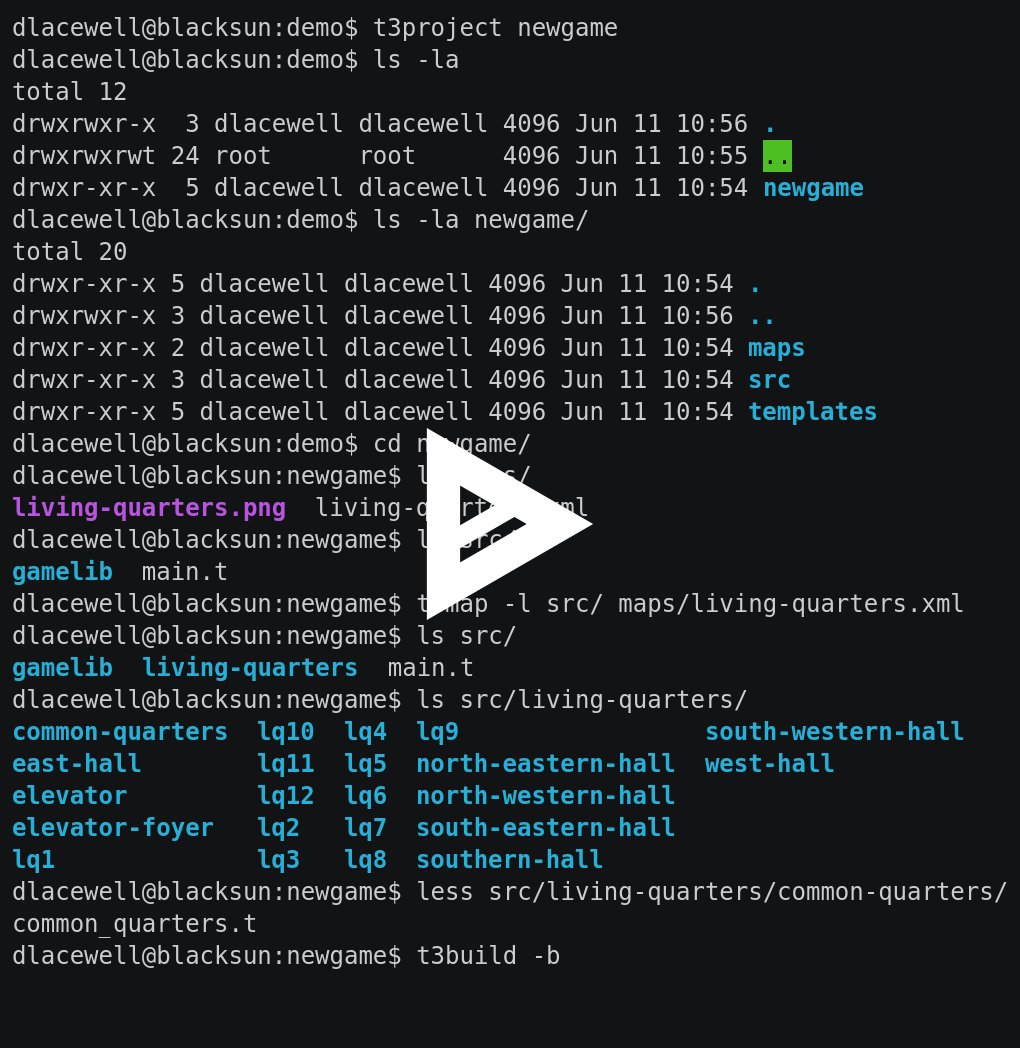 dlacewell@blacksun:demo$ t3project newgame
dlacewell@blacksun:demo$ ls -la
total 12
drwxrwxr-x  3 dlacewell dlacewell 4096 Jun 11 10:56 .
drwxrwxrwt 24 root      root      4096 Jun 11 10:55 ..
drwxr-xr-x  5 dlacewell dlacewell 4096 Jun 11 10:54 newgame
dlacewell@blacksun:demo$ ls -la newgame/
total 20
drwxr-xr-x 5 dlacewell dlacewell 4096 Jun 11 10:54 .
drwxrwxr-x 3 dlacewell dlacewell 4096 Jun 11 10:56 ..
drwxr-xr-x 2 dlacewell dlacewell 4096 Jun 11 10:54 maps
drwxr-xr-x 3 dlacewell dlacewell 4096 Jun 11 10:54 src
drwxr-xr-x 5 dlacewell dlacewell 4096 Jun 11 10:54 templates
dlacewell@blacksun:demo$ cd newgame/
dlacewell@blacksun:newgame$
living-quarters.png  living-quarters.xml
dlacewell@blacksun:newgame$ ls src/
gamelib  main.t
dlacewell@blacksun:newgame$ t3map -l src/ maps/living-quarters.xml
dlacewell@blacksun:newgame$ ls src/
gamelib  living-quarters  main.t
dlacewell@blacksun:newgame$ ls src/living-quarters/
common-quarters  lq10  lq4  lq9                 south-western-hall
east-hall        lq11  lq5  north-eastern-hall  west-hall
elevator         lq12  lq6  north-western-hall
elevator-foyer   lq2   lq7  south-eastern-hall
lq1              lq3   lq8  southern-hall
dlacewell@blacksun:newgame$ less src/living-quarters/common-quarters/
common_quarters.t
dlacewell@blacksun:newgame$ t3build -b